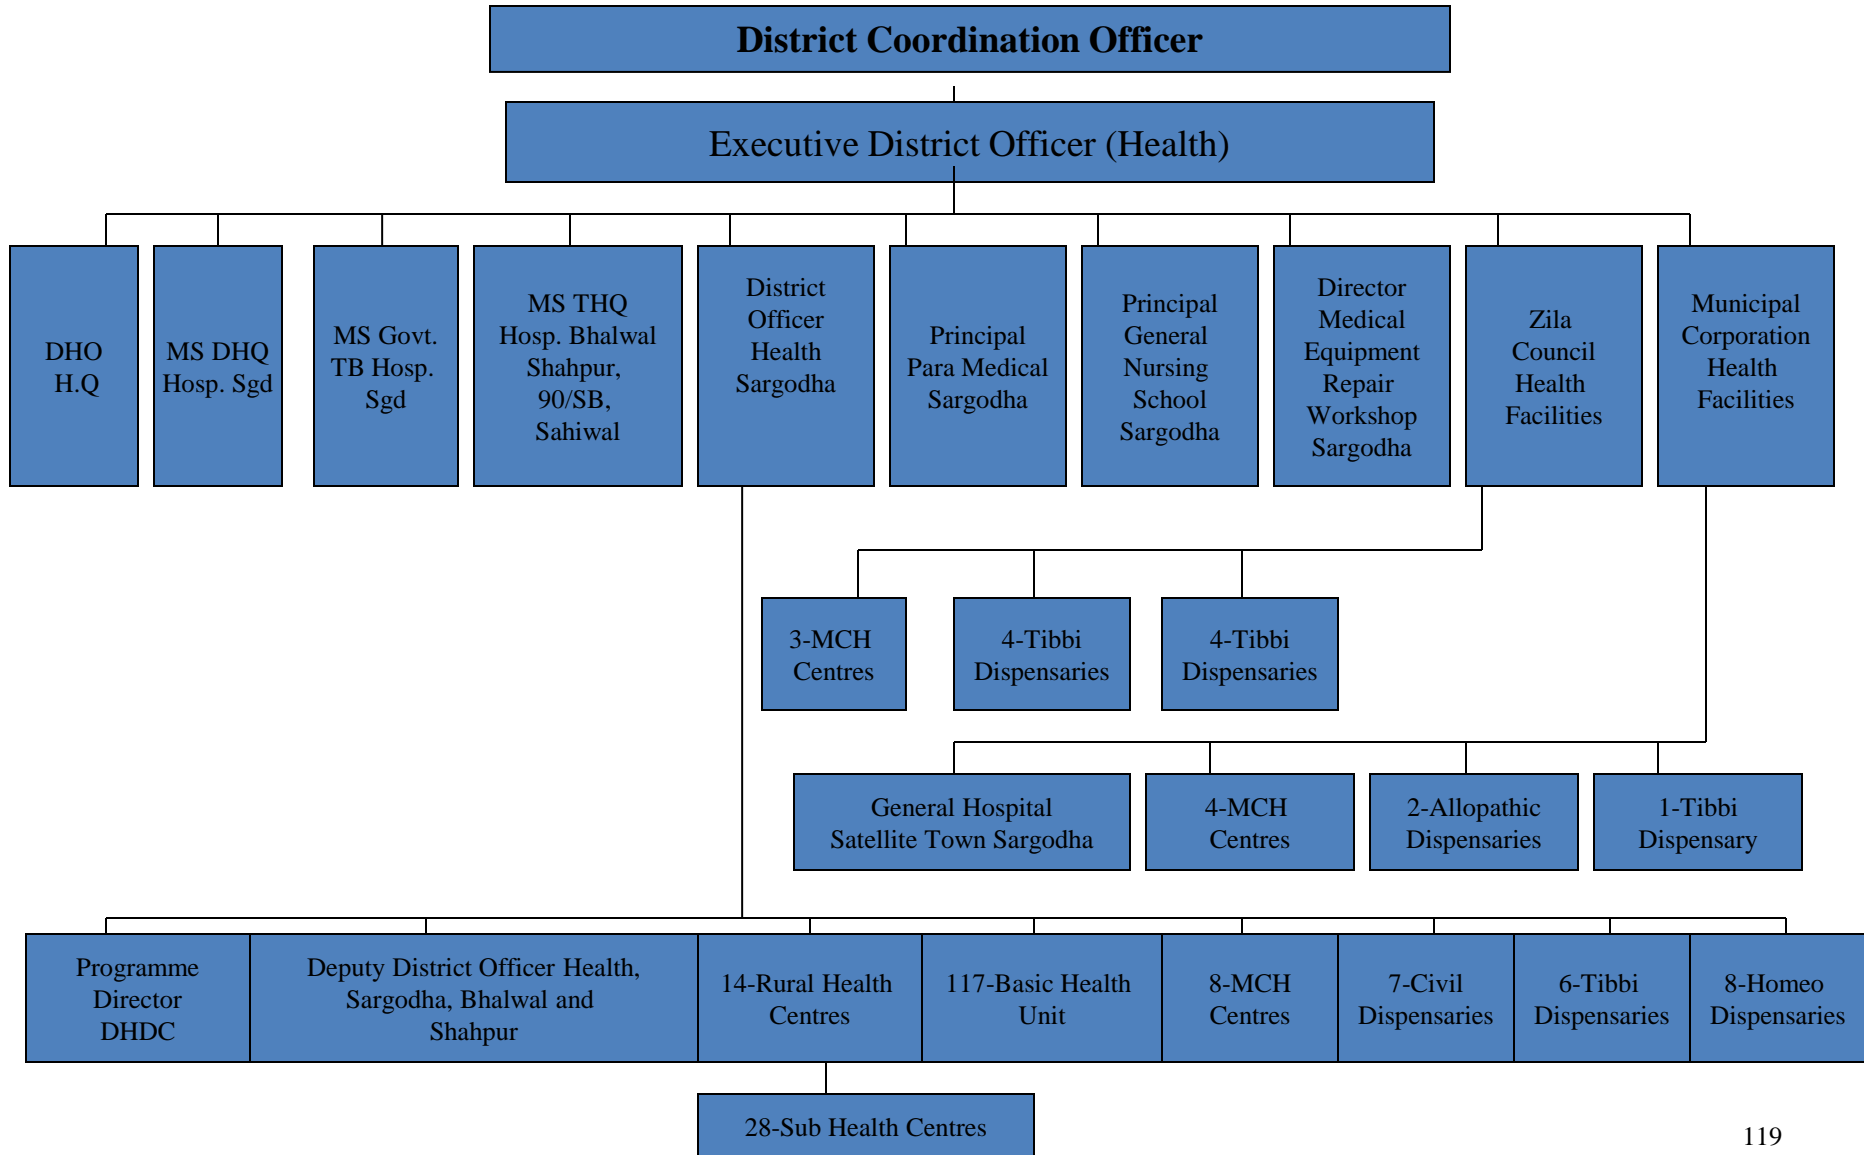 District Coordination Officer
Executive District Officer (Health)
DHO
H.Q
MS DHQ
Hosp. Sgd
MS Govt.
TB Hosp.
Sgd
MS THQ
Hosp. Bhalwal
Shahpur,
90/SB,
Sahiwal
District
Officer
Health
Sargodha
Principal
Para Medical
Sargodha
Principal
General
Nursing
School
Sargodha
Director
Medical
Equipment
Repair
Workshop
Sargodha
Zila
Council
Health
Facilities
Municipal
Corporation
Health
Facilities
3-MCH
Centres
4-Tibbi
Dispensaries
4-Tibbi
Dispensaries
General Hospital
Satellite Town Sargodha
4-MCH
Centres
2-Allopathic
Dispensaries
1-Tibbi
Dispensary
Programme
Director
DHDC
Deputy District Officer Health,
Sargodha, Bhalwal and
Shahpur
14-Rural Health
Centres
117-Basic Health
Unit
8-MCH
Centres
7-Civil
Dispensaries
6-Tibbi
Dispensaries
8-Homeo
Dispensaries
28-Sub Health Centres
119